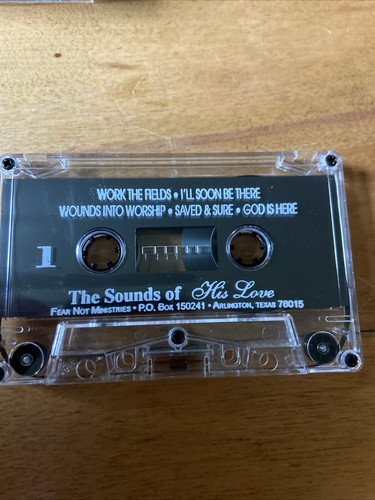 WORK THE FIELDS • I'LL SOON BE THERE
WOUNDS INTO WORSHIP • SAVED & SURE • GOD IS HERE
1
The Sounds of His Love
FEAR NOT MINISTRIES • P.O. BOX 150241 • ARLINGTON, TEXAS 76015